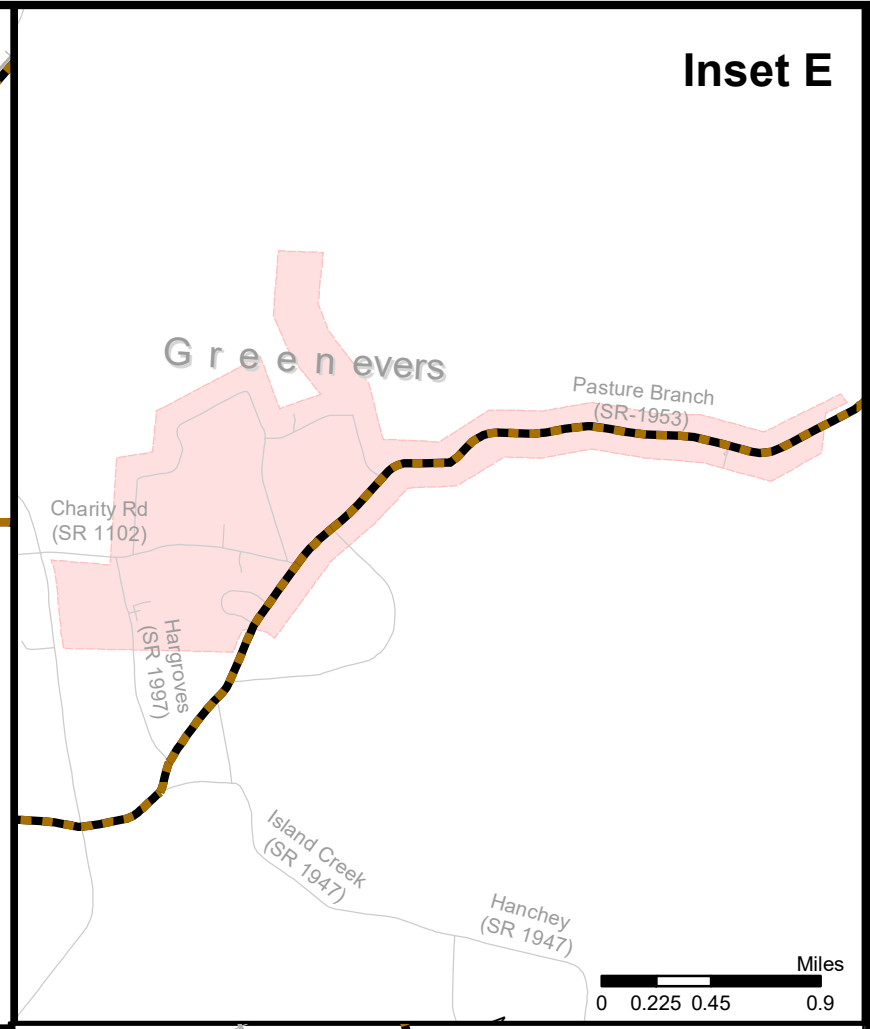 Inset E
Greenevers
Pasture Branch
(SR-1953)
Charity Rd
(SR 1102)
Hargroves
(SR 1997)
Island Creek
(SR 1947)
Hanchey
(SR 1947)
Miles
0 0.225 0.45 0.9